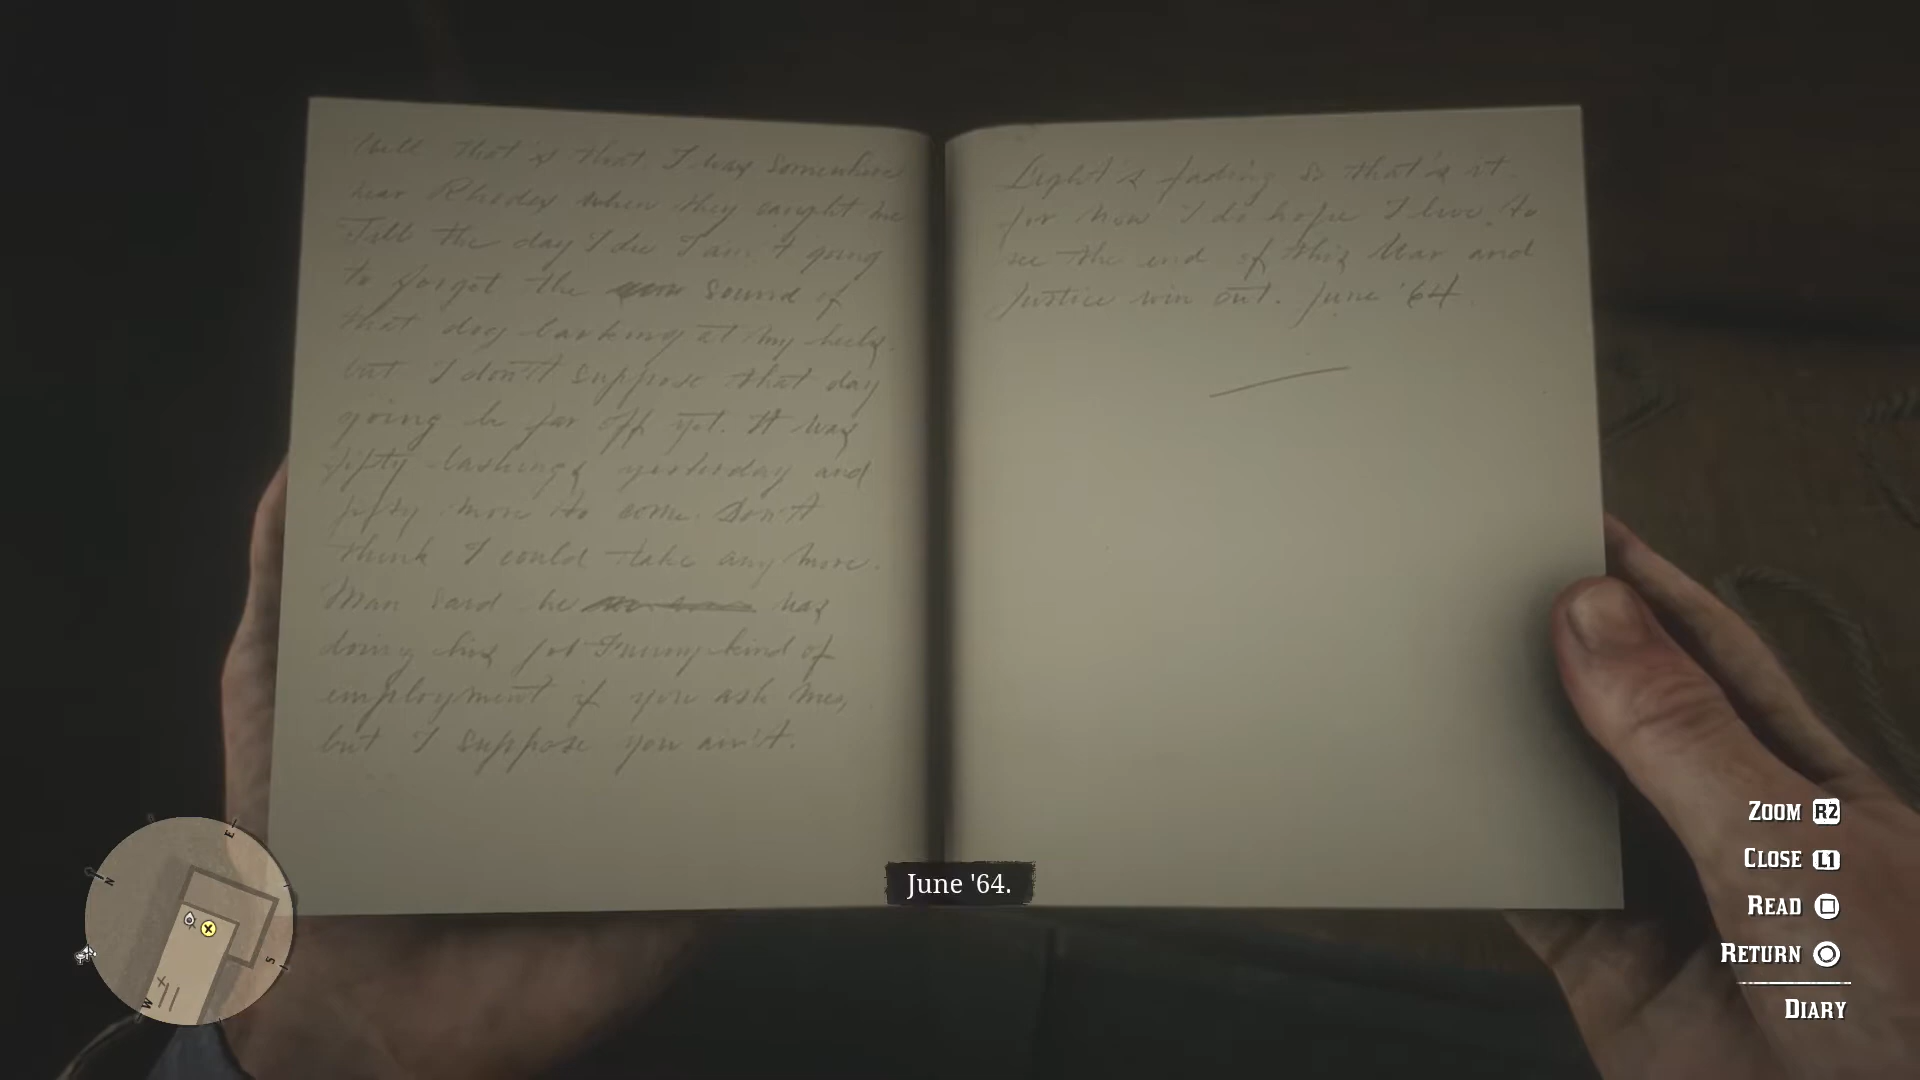 Well that's that. I was somewhere
near Rhodes when they caught me
Till the day I die I ain't going
to forget the sound of
that dog barking at my heels.
but I don't suppose that day
going be far off yet. It was
fifty lashings yesterday and
fifty more to come. Don't
think I could take any more.
Man said he was
doing his job Funny kind of
employment if you ask me,
but I suppose you ain't.
Light's fading so that's it
for now I do hope I live to
see the end of this War and
Justice win out. June '64
June '64.
N
E
S
W
ZOOM R2
CLOSE L1
READ
RETURN
DIARY